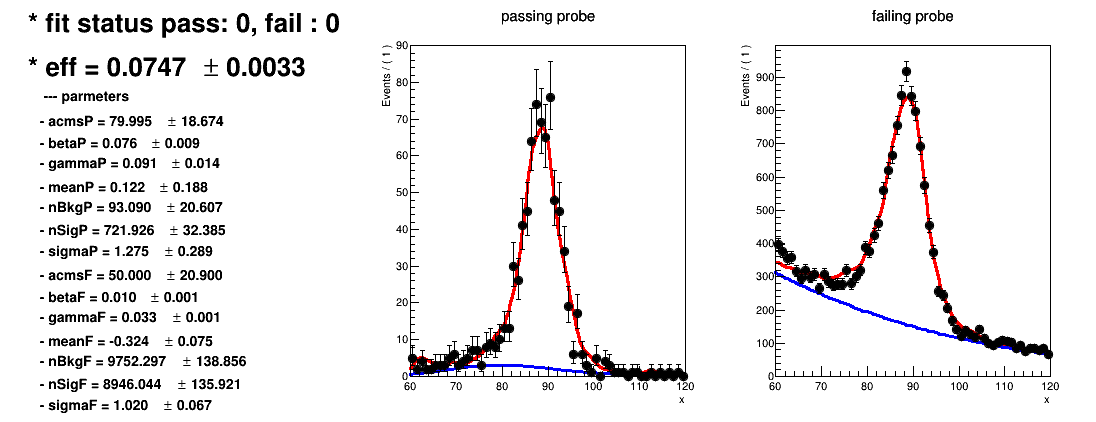 * fit status pass: 0, fail : 0
* eff = 0.0747 ± 0.0033
--- parmeters
- acmsP = 79.995 ± 18.674
- betaP = 0.076 ± 0.009
- gammaP = 0.091 ± 0.014
- meanP = 0.122 ± 0.188
- nBkgP = 93.090 ± 20.607
- nSigP = 721.926 ± 32.385
- sigmaP = 1.275 ± 0.289
- acmsF = 50.000 ± 20.900
- betaF = 0.010 ± 0.001
- gammaF = 0.033 ± 0.001
- meanF = -0.324 ± 0.075
- nBkgF = 9752.297 ± 138.856
- nSigF = 8946.044 ± 135.921
- sigmaF = 1.020 ± 0.067
passing probe
Events / ( 1 )
90
80
70
60
50
40
30
20
10
0
60 70 80 90 100 110 120
x
failing probe
Events / ( 1 )
900
800
700
600
500
400
300
200
100
0
60 70 80 90 100 110 120
x